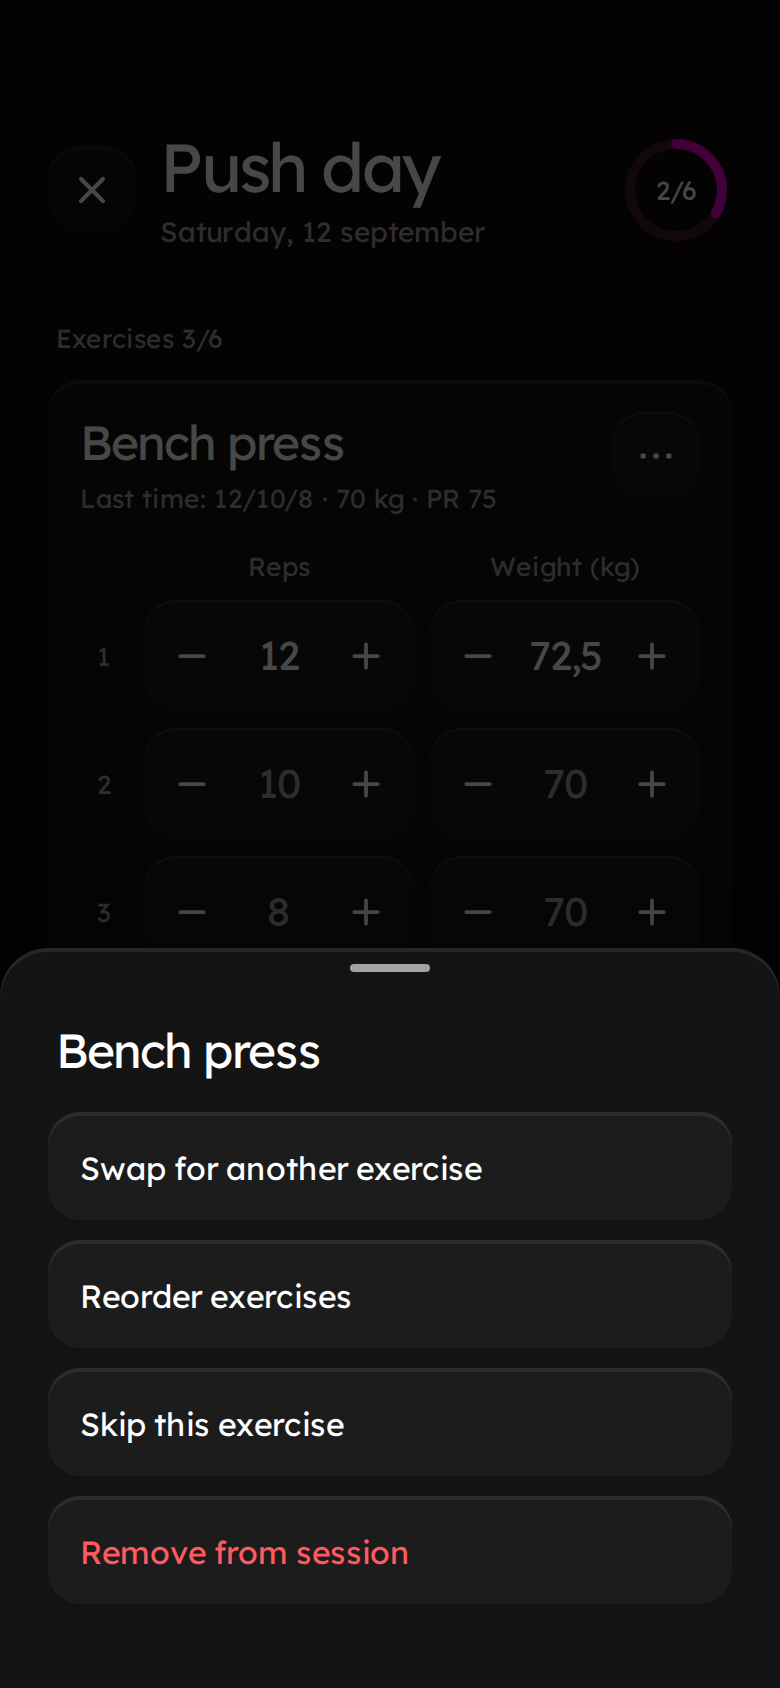 Push day
Saturday, 12 september
2/6
Exercises 3/6
Bench press
...
Last time: 12/10/8 · 70 kg · PR 75
Reps Weight (kg)
1 − 12 + − 72,5 +
2 − 10 + − 70 +
3 − 8 + − 70 +
Bench press
Swap for another exercise
Reorder exercises
Skip this exercise
Remove from session